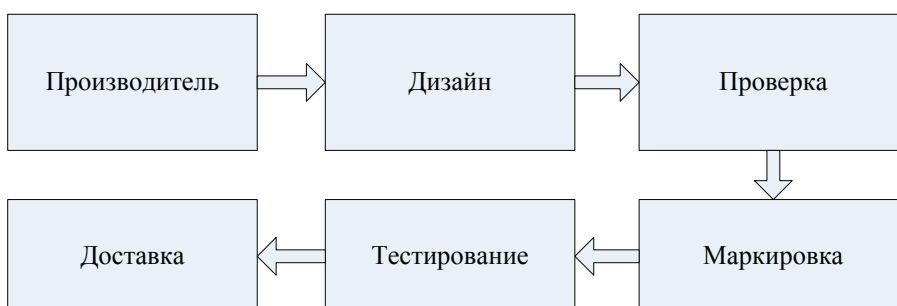 Производитель
Дизайн
Проверка
Маркировка
Тестирование
Доставка